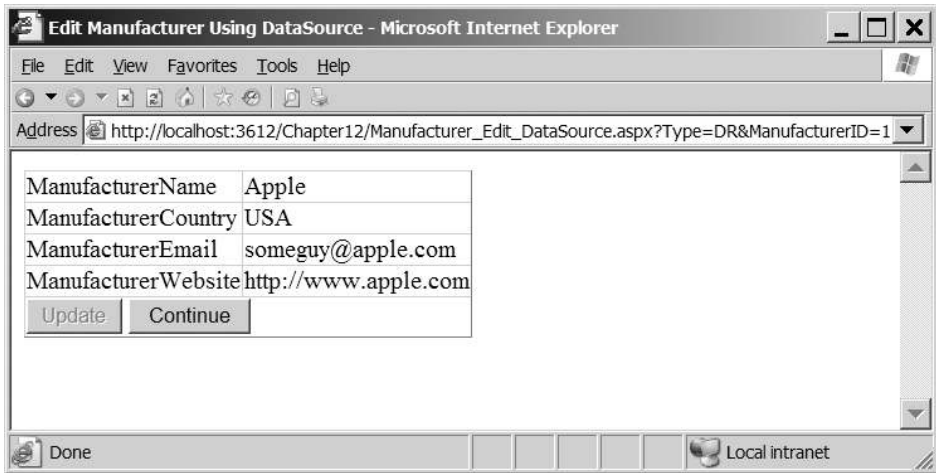 Edit Manufacturer Using DataSource - Microsoft Internet Explorer
File Edit View Favorites Tools Help
Address http://localhost:3612/Chapter12/Manufacturer_Edit_DataSource.aspx?Type=DR&ManufacturerID=1
ManufacturerName Apple
ManufacturerCountry USA
ManufacturerEmail someguy@apple.com
ManufacturerWebsite http://www.apple.com
Update Continue
Done Local intranet